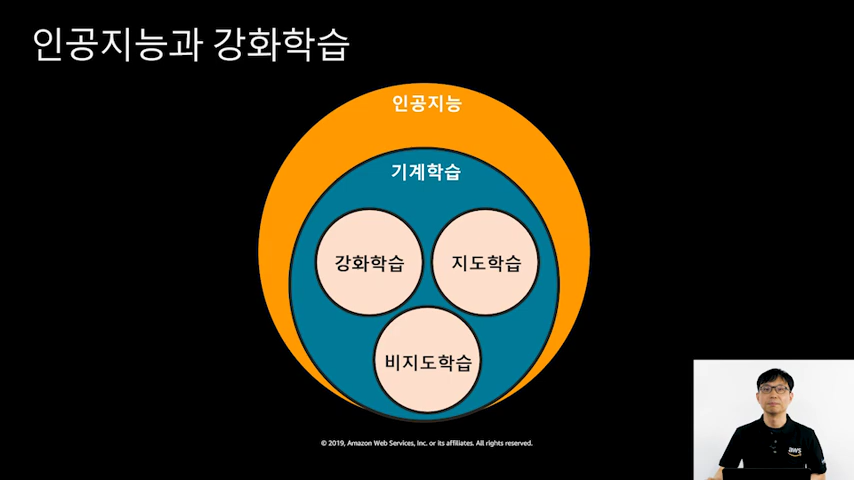 인공지능과 강화학습
인공지능
기계학습
강화학습
지도학습
비지도학습
© 2019, Amazon Web Services, Inc. or its affiliates. All rights reserved.
aws